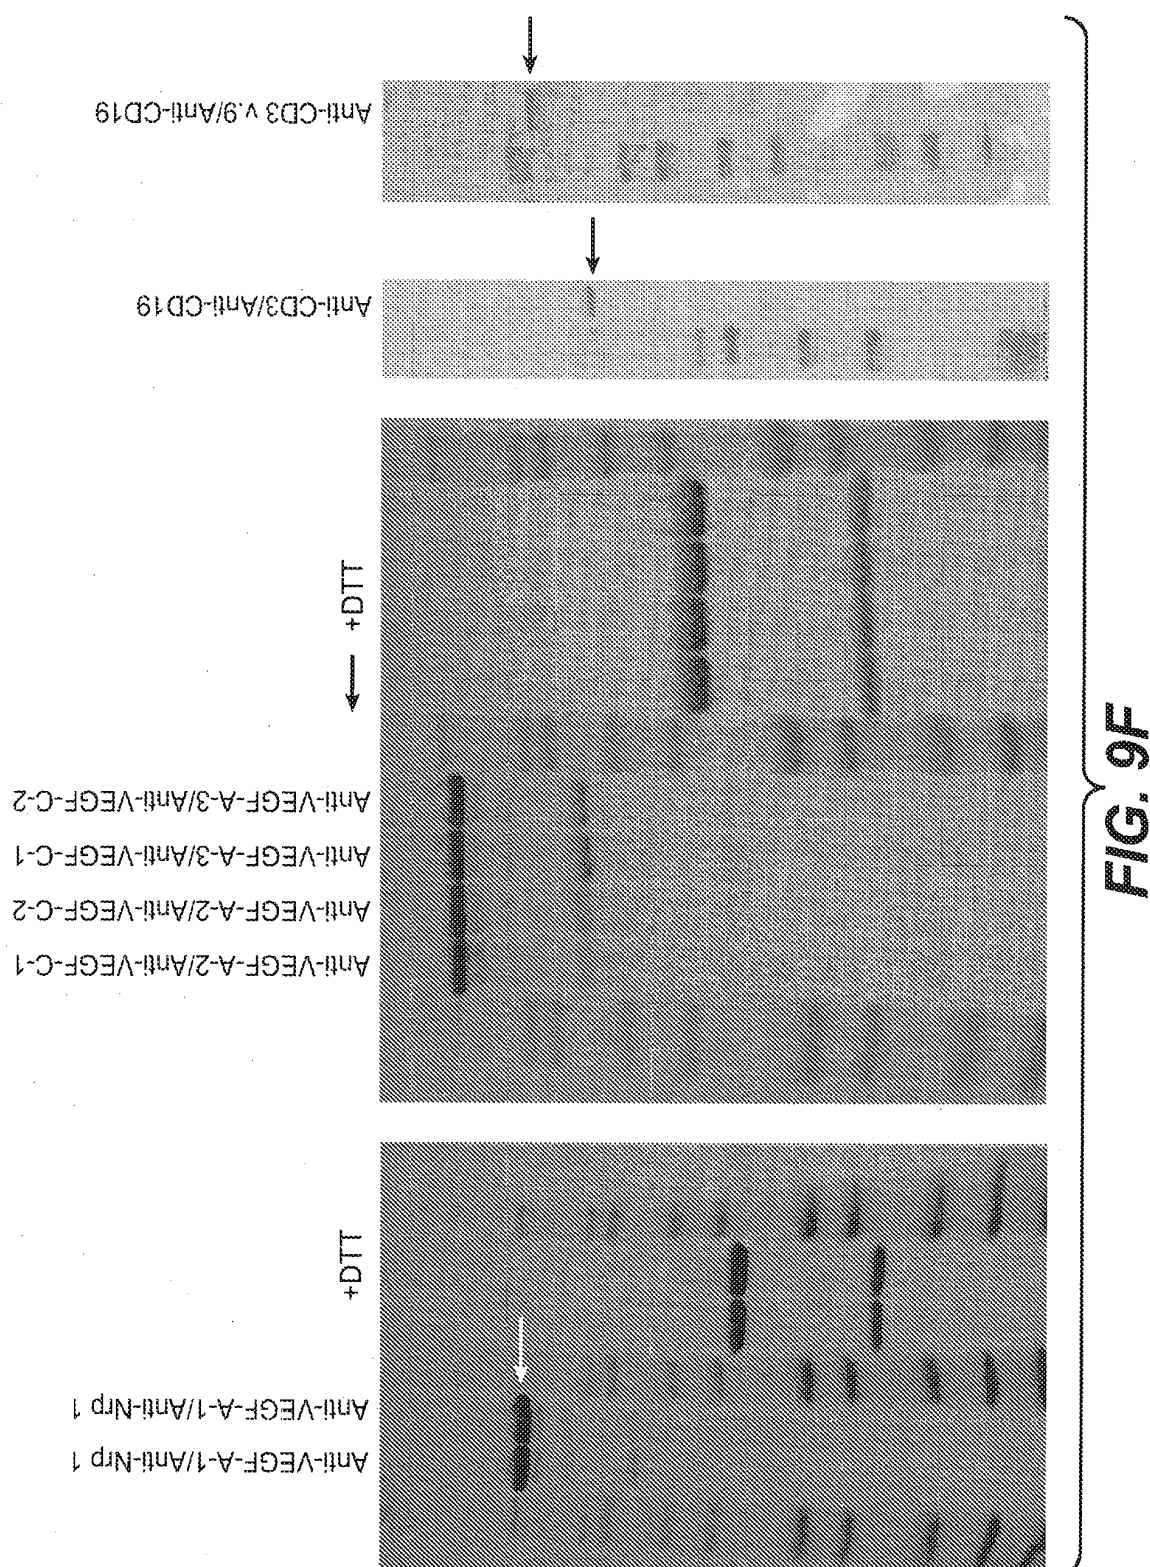 Anti-VEGF-A-1/Anti-Nrp 1
Anti-VEGF-A-1/Anti-Nrp 1
+DTT
Anti-VEGF-A-2/Anti-VEGF-C-1
Anti-VEGF-A-2/Anti-VEGF-C-2
Anti-VEGF-A-3/Anti-VEGF-C-1
Anti-VEGF-A-3/Anti-VEGF-C-2
+DTT
Anti-CD3/Anti-CD19
Anti-CD3 v.9/Anti-CD19
FIG. 9F